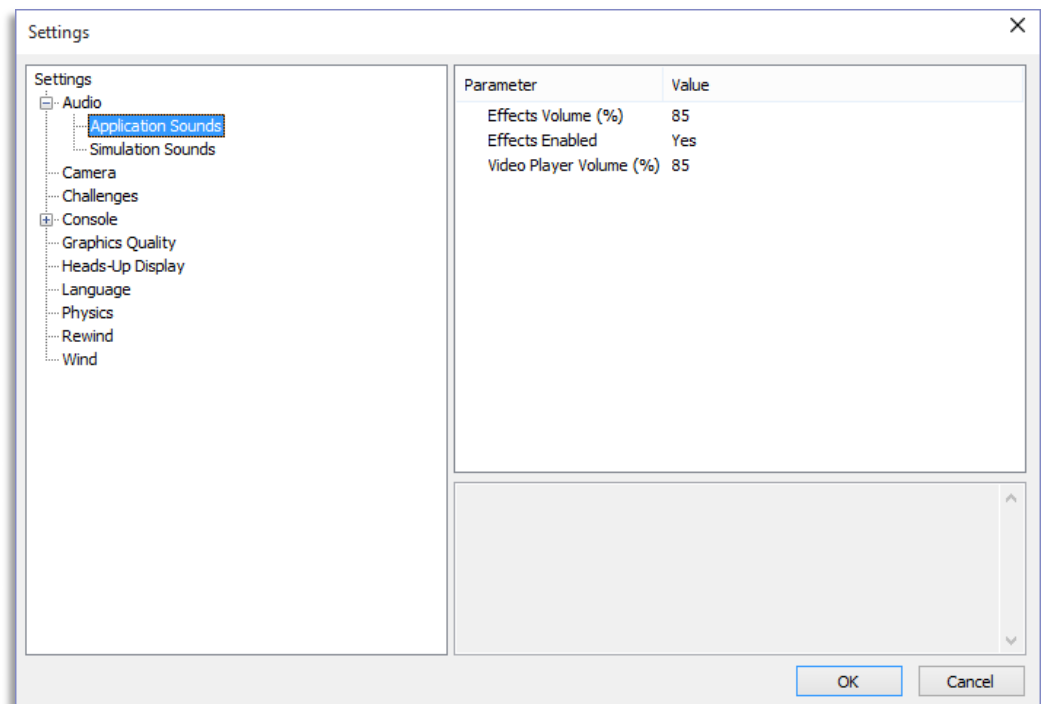 Settings
Settings
Audio
Application Sounds
Simulation Sounds
Camera
Challenges
Console
Graphics Quality
Heads-Up Display
Language
Physics
Rewind
Wind
Parameter Value
Effects Volume (%) 85
Effects Enabled Yes
Video Player Volume (%) 85
OK Cancel